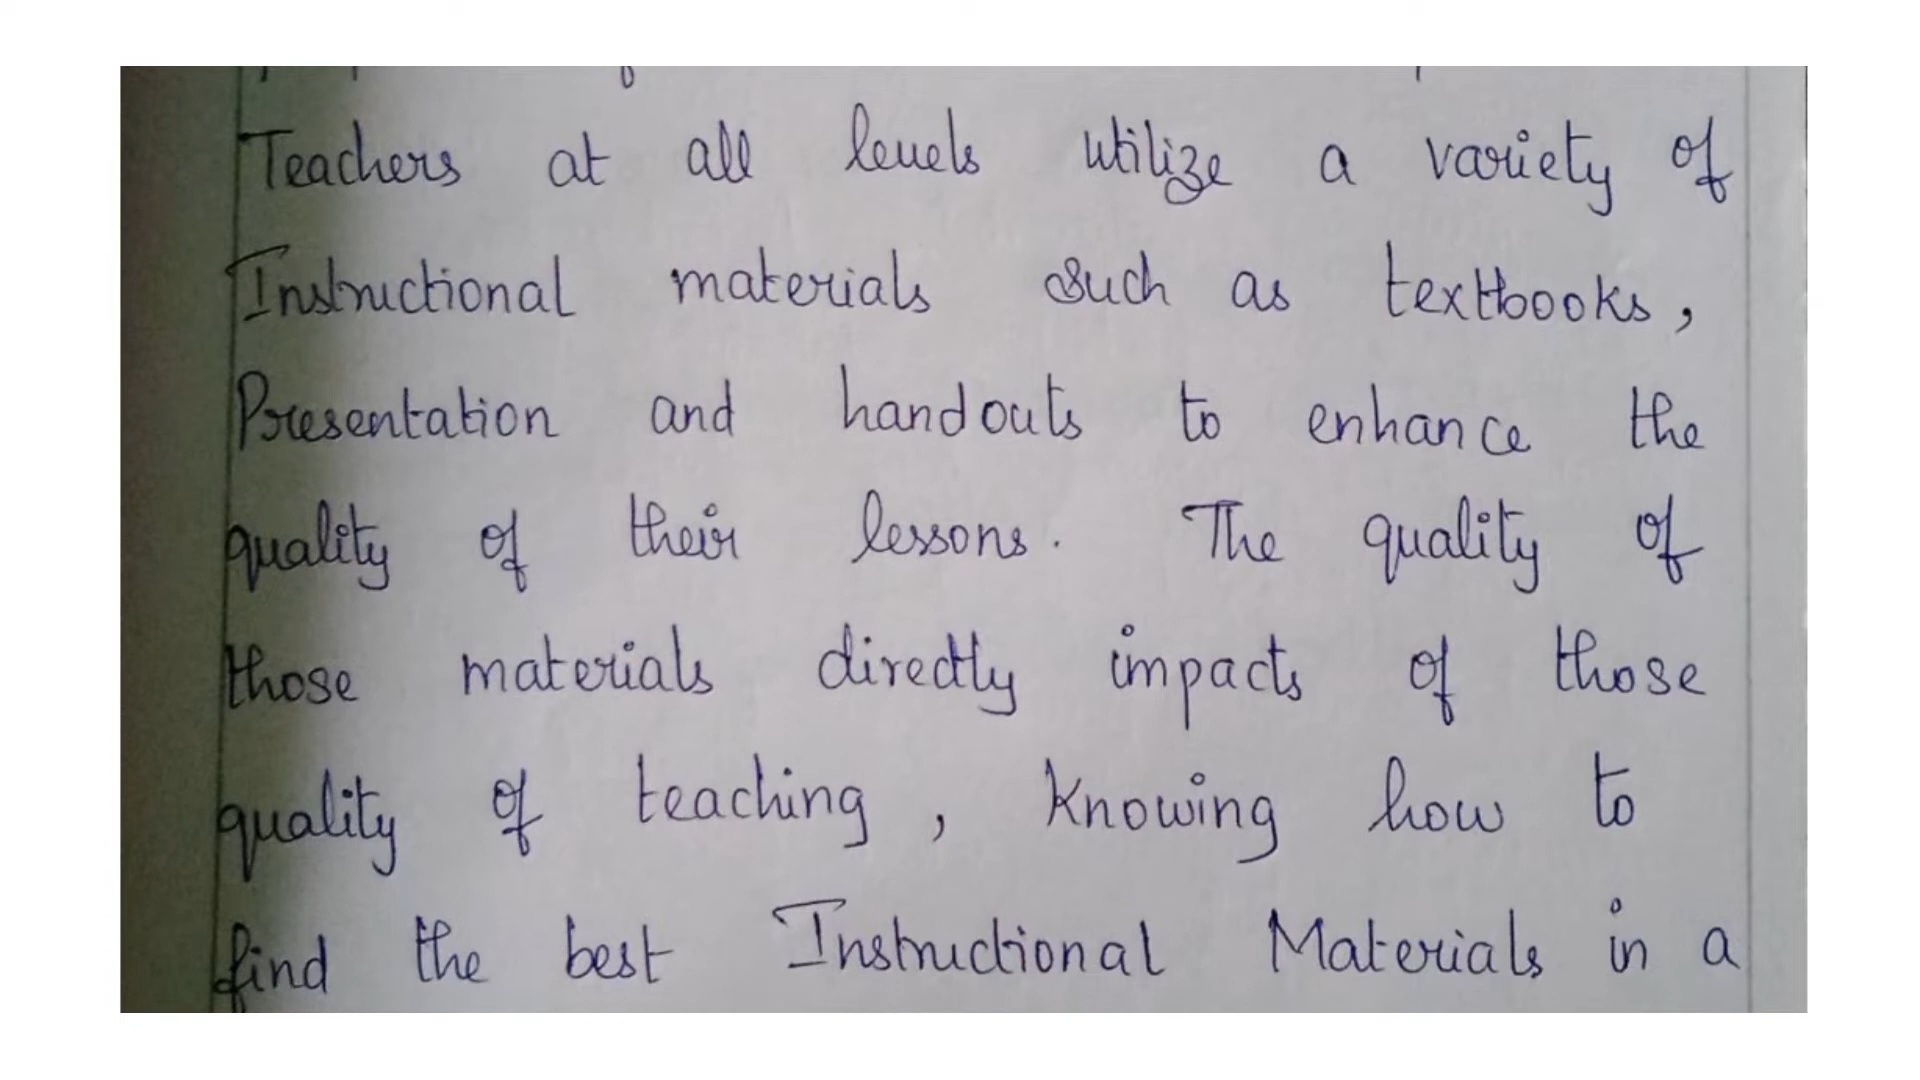 Teachers at all levels utilize a variety of
Instructional materials such as textbooks,
Presentation and handouts to enhance the
quality of their lessons. The quality of
those materials directly impacts of those
quality of teaching, Knowing how to
find the best Instructional Materials in a